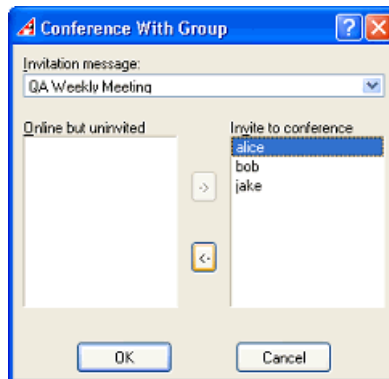 Conference With Group
Invitation message:
QA Weekly Meeting
Online but uninvited
Invite to conference
alice
bob
jake
->
<-
OK
Cancel